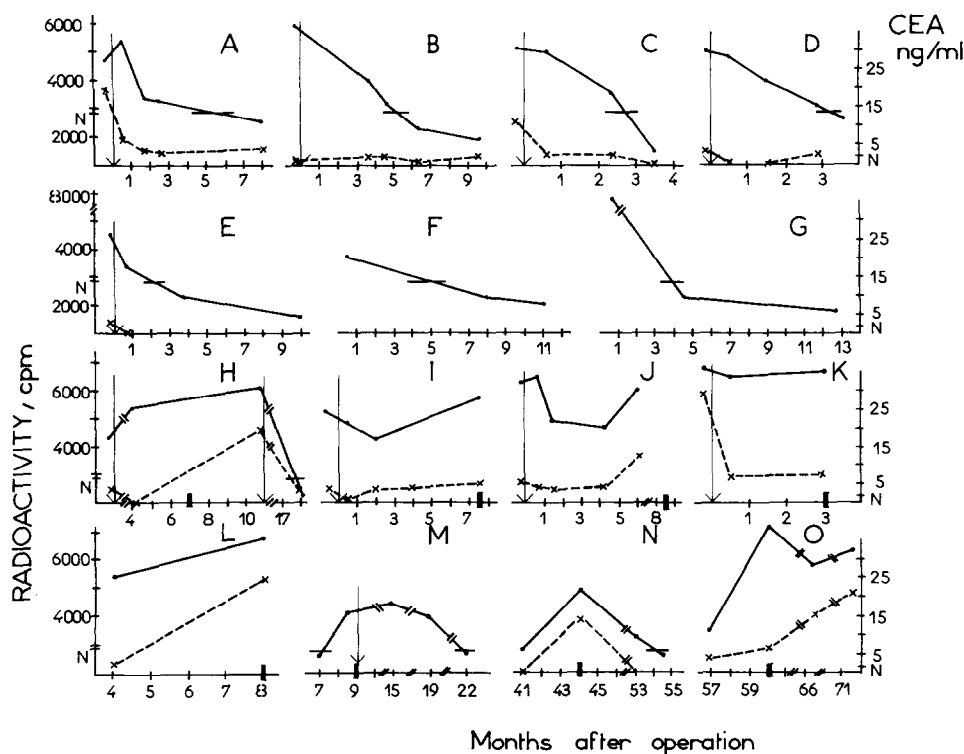 6000 A B C D CEA
ng/ml
4000
N
2000
25
15
5
N
1 3 5 7 1 3 5 7 9 1 2 3 4 1 2 3
8000 E F G
4000
N
2000
25
15
5
N
1 3 5 7 9 1 3 5 7 9 11 1 3 5 7 9 11 13
RADIOACTIVITY, cpm
6000 H I J K
4000
N
25
15
5
N
4 6 8 10 17 1 3 5 7 1 3 8 1 2 3
6000 L M N O
4000
N
25
15
5
N
4 5 6 7 8 7 9 15 19 22 41 43 45 53 55 57 59 66 71
Months after operation